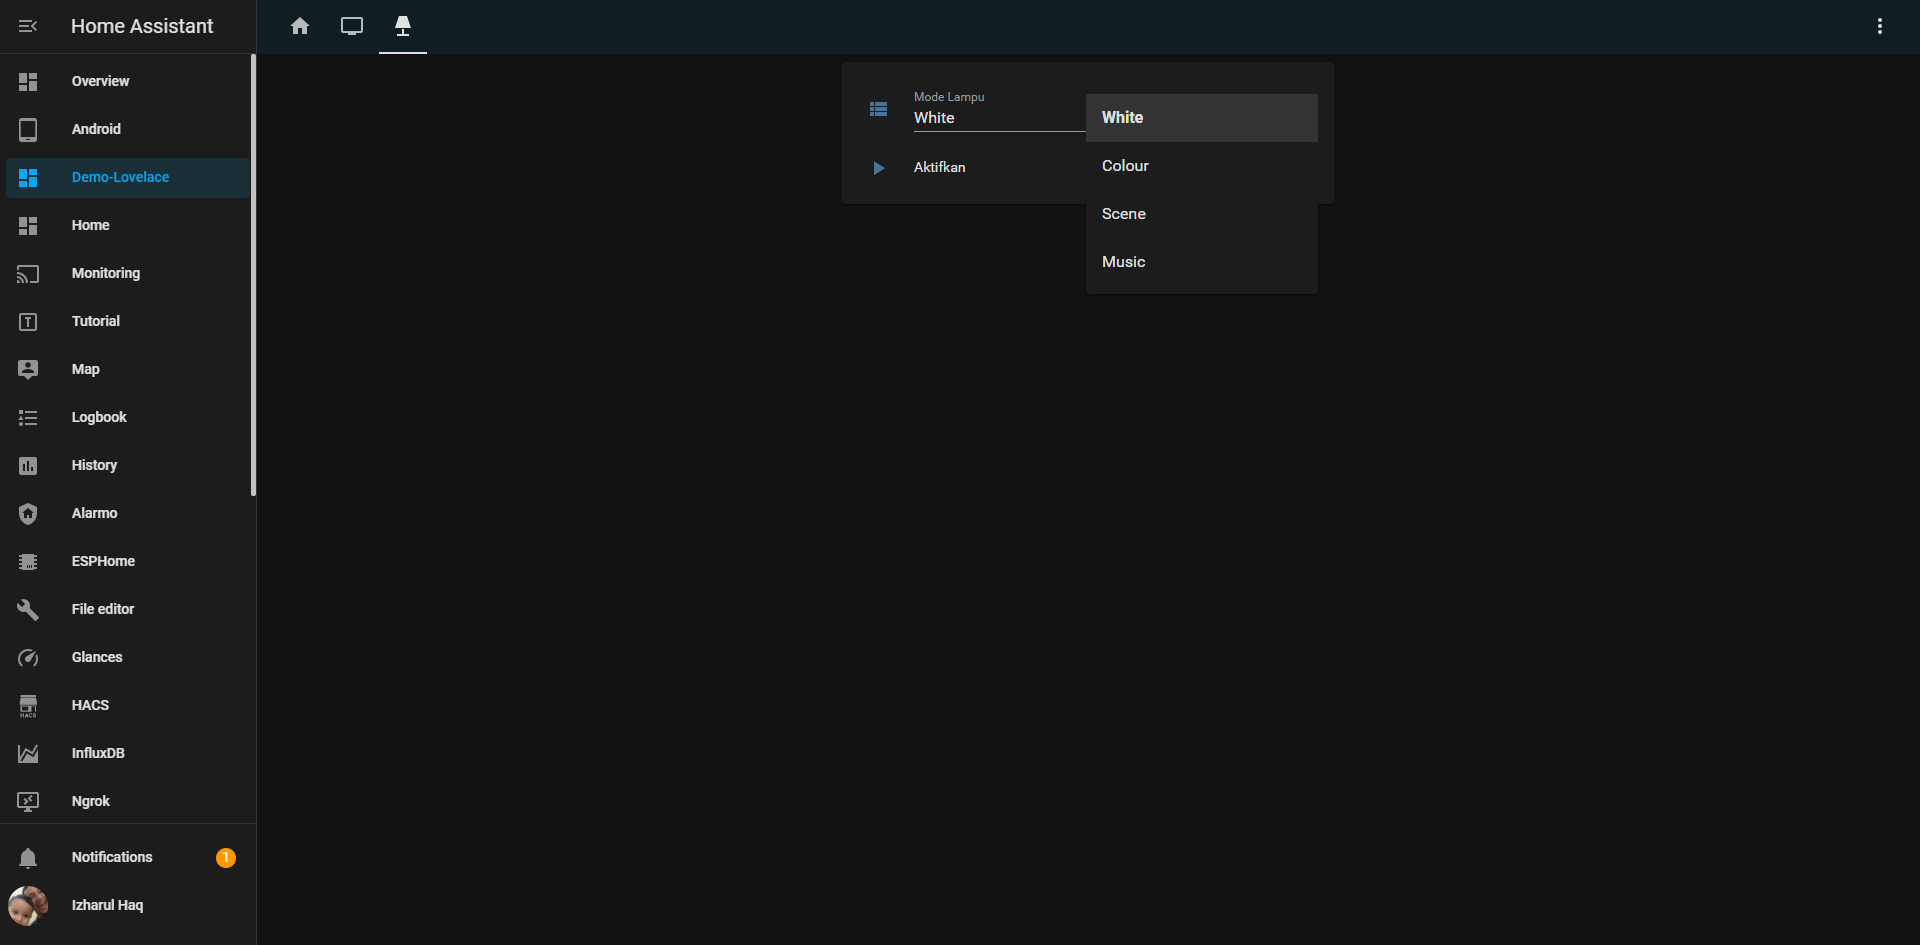 Home Assistant
Overview
Android
Demo-Lovelace
Home
Monitoring
Tutorial
Map
Logbook
History
Alarmo
ESPHome
File editor
Glances
HACS
HACS
InfluxDB
Ngrok
Notifications
1
Izharul Haq
Mode Lampu
White
Aktifkan
White
Colour
Scene
Music